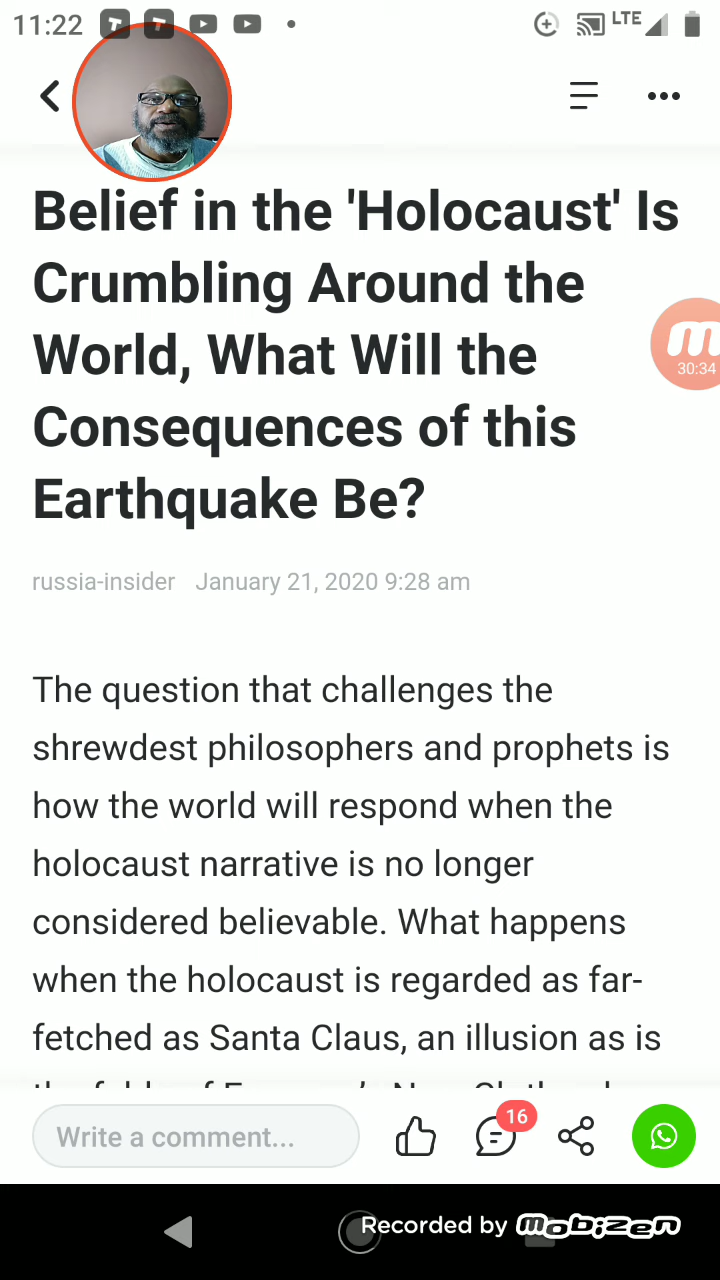 11:22
LTE
30:34
Belief in the 'Holocaust' Is
Crumbling Around the
World, What Will the
Consequences of this
Earthquake Be?
russia-insider January 21, 2020 9:28 am
The question that challenges the
shrewdest philosophers and prophets is
how the world will respond when the
holocaust narrative is no longer
considered believable. What happens
when the holocaust is regarded as far-
fetched as Santa Claus, an illusion as is
16
Write a comment...
Recorded by mobizen